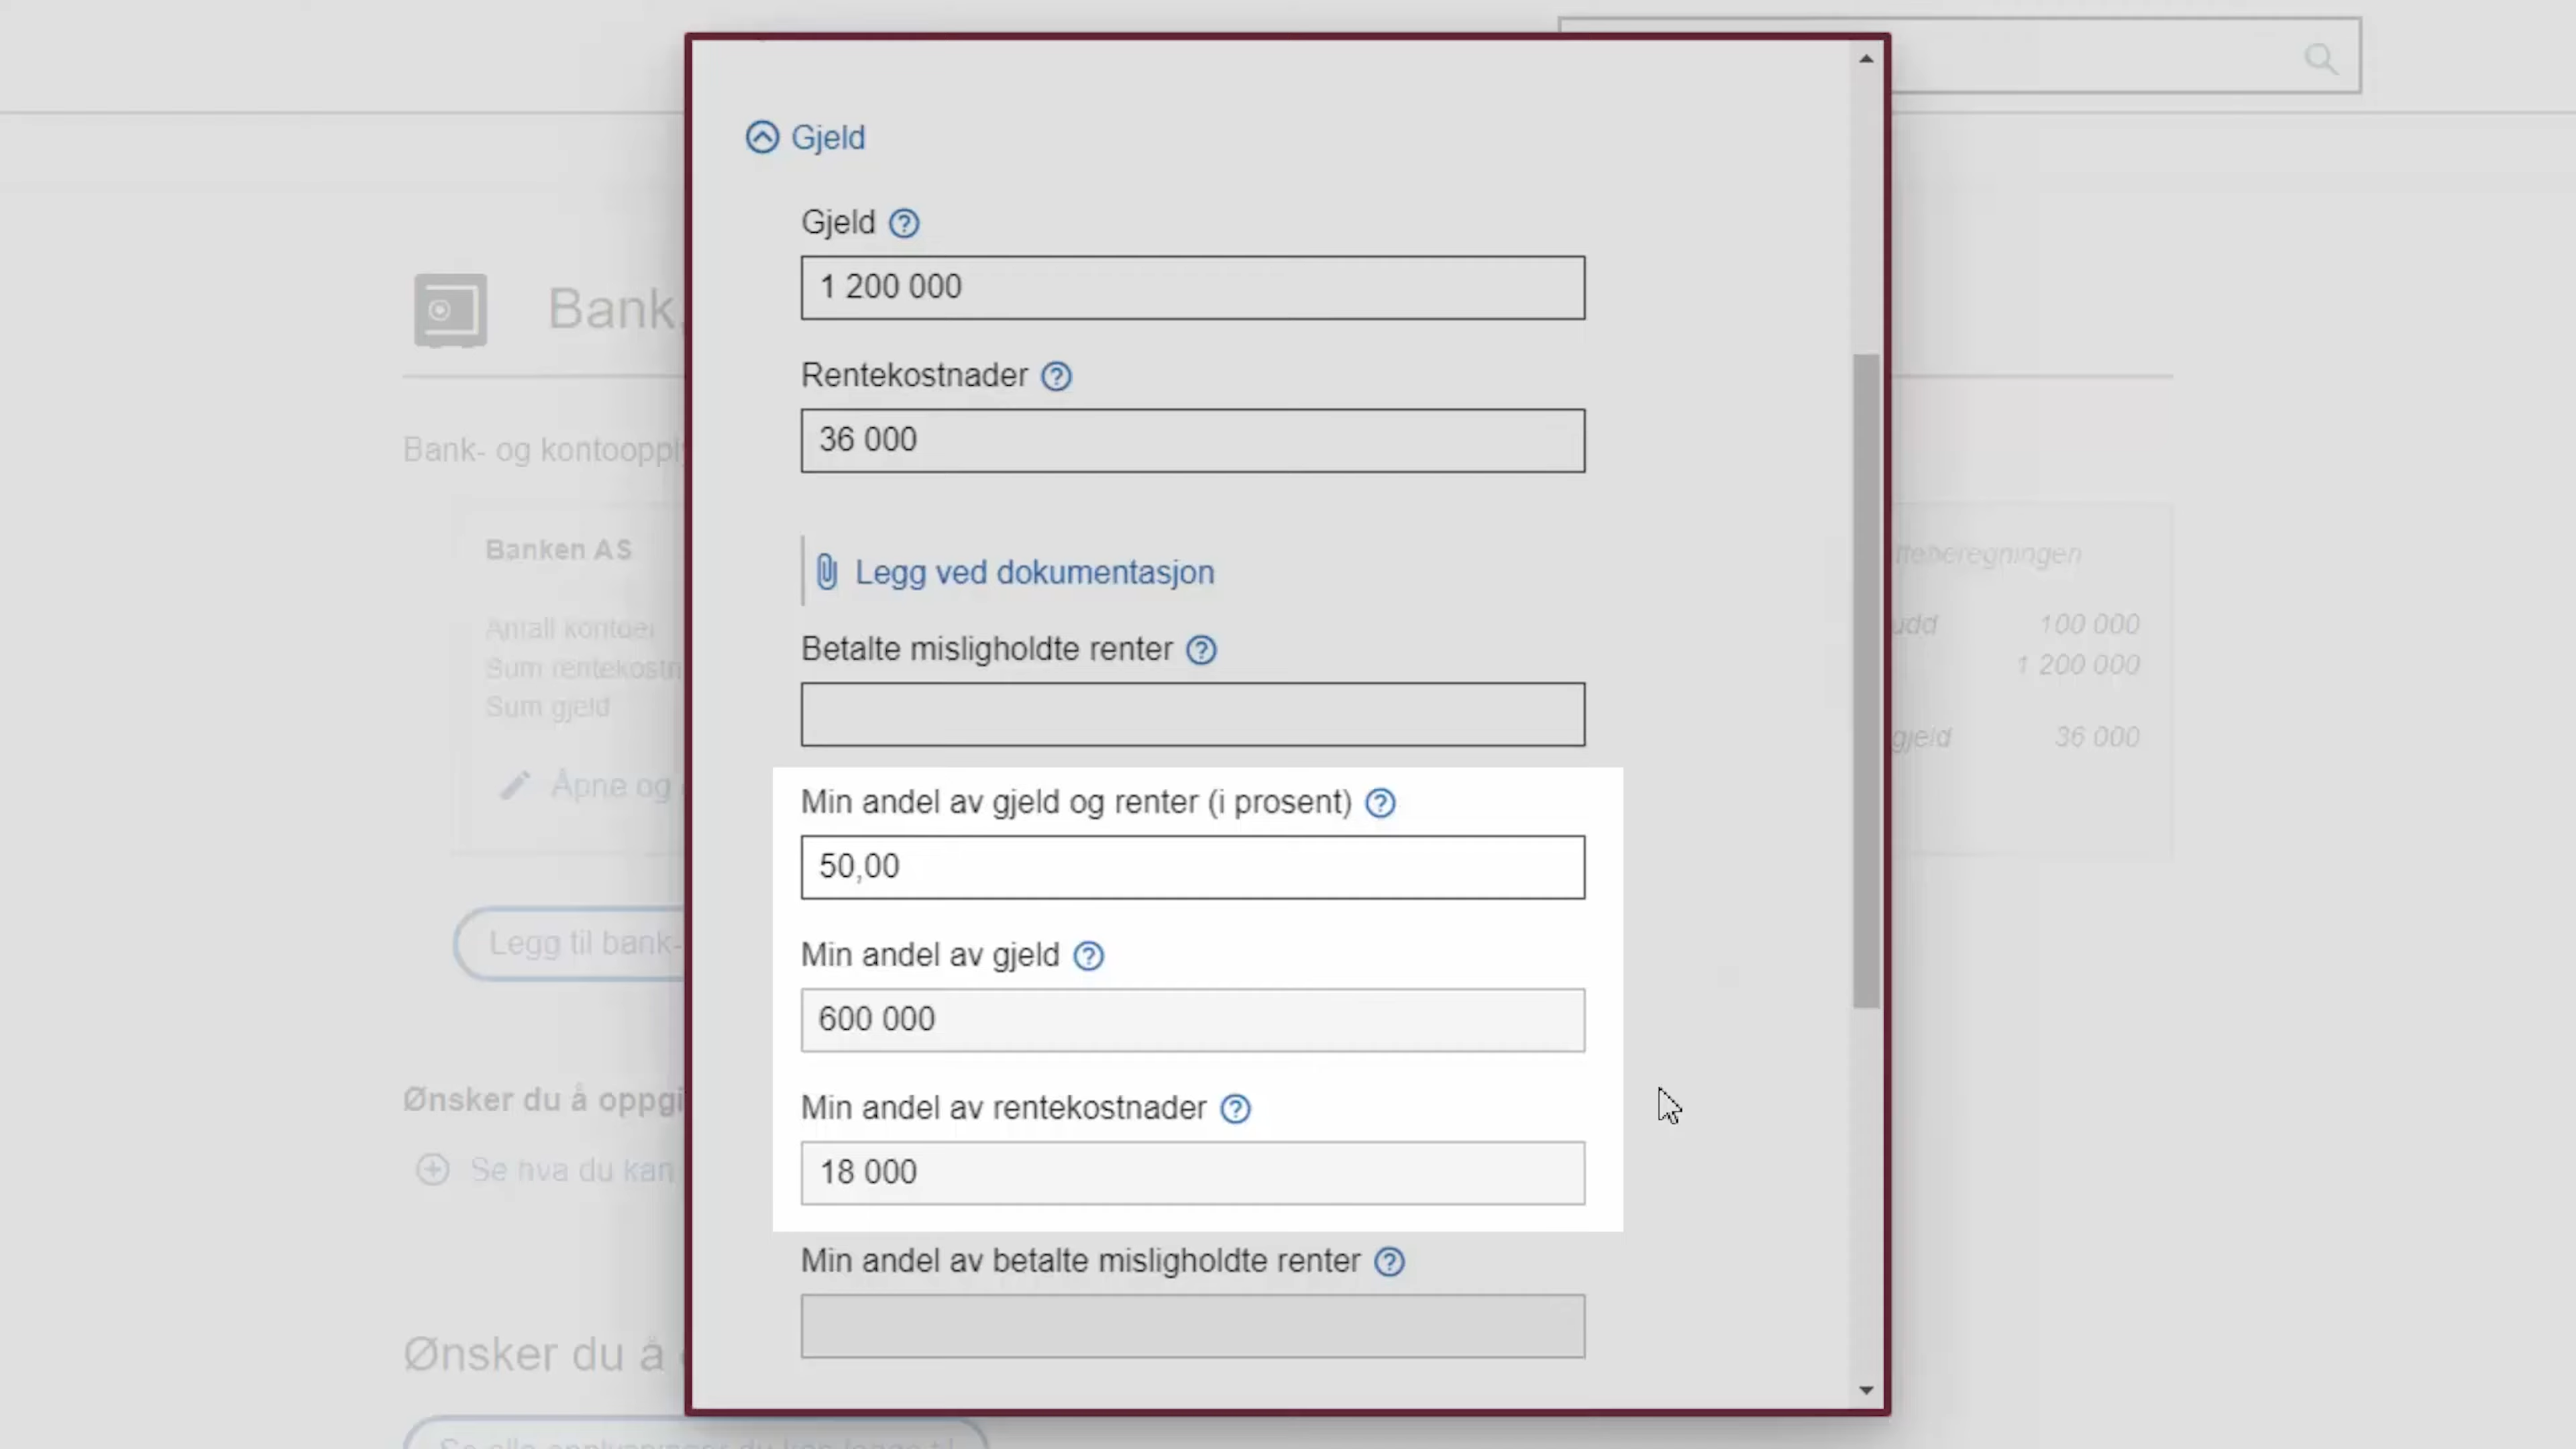 Gjeld
Gjeld
1 200 000
Rentekostnader
36 000
Legg ved dokumentasjon
Betalte misligholdte renter
Min andel av gjeld og renter (i prosent)
50,00
Min andel av gjeld
600 000
Min andel av rentekostnader
18 000
Min andel av betalte misligholdte renter
Bank,
Bank- og kontooppl
Banken AS
Antall kontoer
Sum rentekostn
Sum gjeld
Åpne og
Legg til bank-
Ønsker du å oppgi
Se hva du kan
Ønsker du å
tteberegningen
udd 100 000
1 200 000
gjeld 36 000